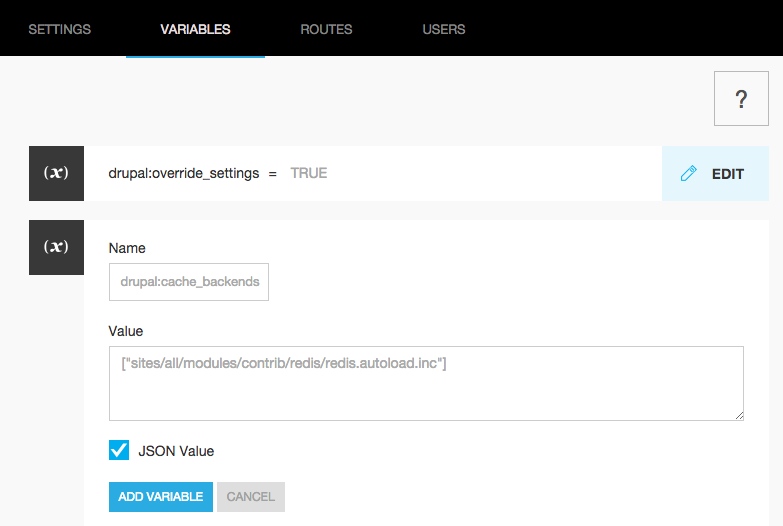 SETTINGS VARIABLES ROUTES USERS
?
(x) drupal:override_settings = TRUE EDIT
(x)
Name
drupal:cache_backends
Value
["sites/all/modules/contrib/redis/redis.autoload.inc"]
JSON Value
ADD VARIABLE CANCEL